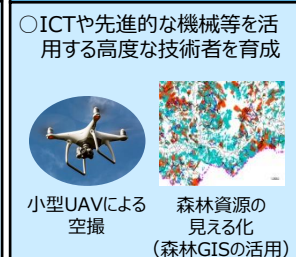 ○ICTや先進的な機械等を活
用する高度な技術者を育成
小型UAVによる
空撮
森林資源の
見える化
（森林GISの活用）